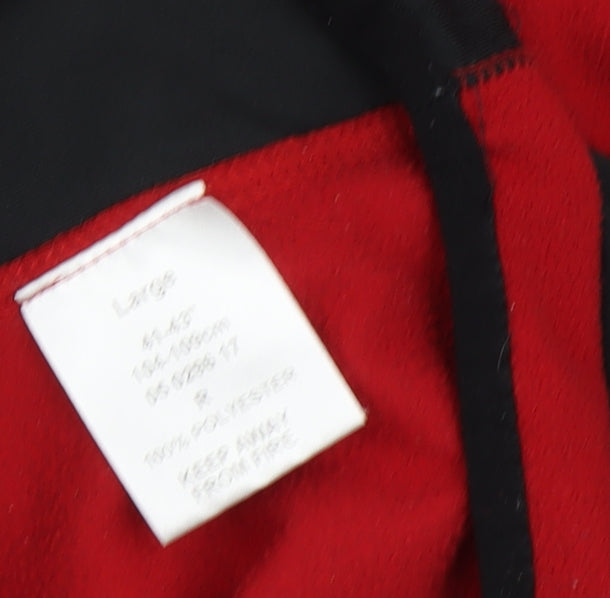 Large
41-43"
104-109cm
R
100% POLYESTER
KEEP AWAY
FROM FIRE